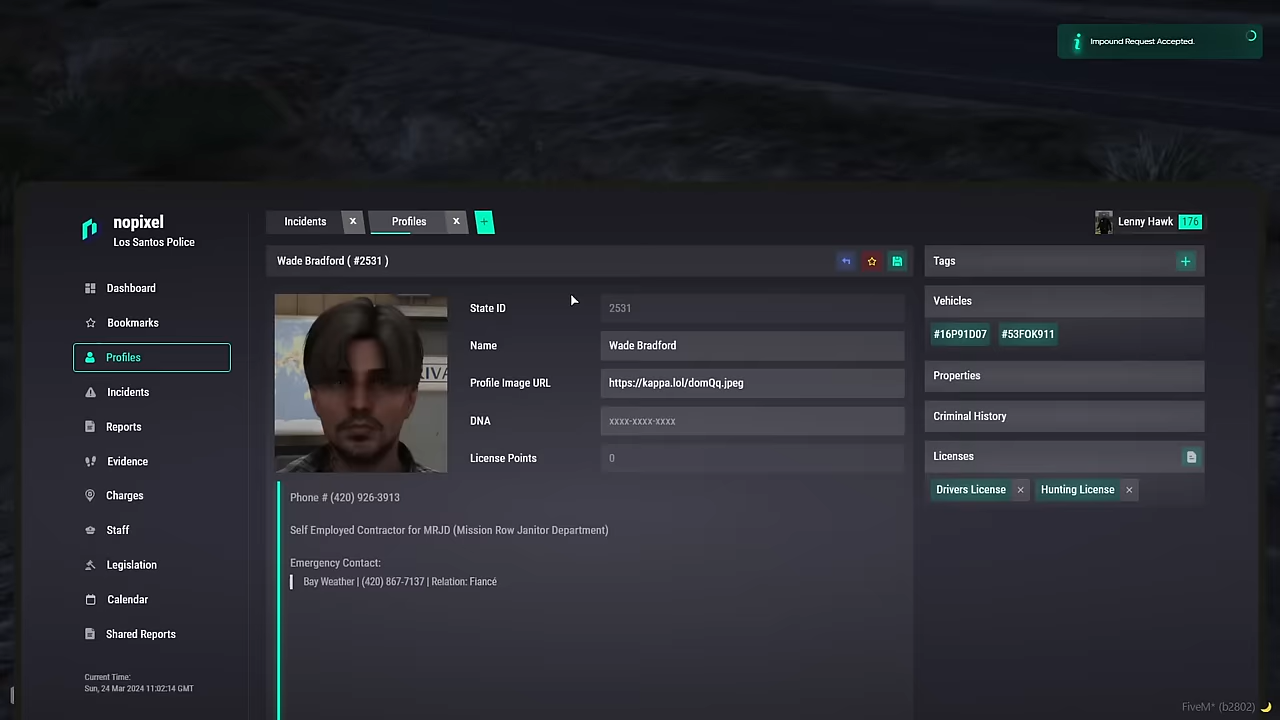 Impound Request Accepted.
nopixel
Los Santos Police
Incidents x Profiles x +
Lenny Hawk 176
Wade Bradford ( #2531 )
Dashboard
Bookmarks
Profiles
Incidents
Reports
Evidence
Charges
Staff
Legislation
Calendar
Shared Reports
Current Time:
Sun, 24 Mar 2024 11:02:14 GMT
State ID 2531
Name Wade Bradford
Profile Image URL https://kappa.lol/domQq.jpeg
DNA xxxx-xxxx-xxxx
License Points 0
Phone # (420) 926-3913
Self Employed Contractor for MRJD (Mission Row Janitor Department)
Emergency Contact:
Bay Weather | (420) 867-7137 | Relation: Fiancé
Tags +
Vehicles
#16P91D07 #53FOK911
Properties
Criminal History
Licenses
Drivers License × Hunting License ×
FiveM* (b2802)